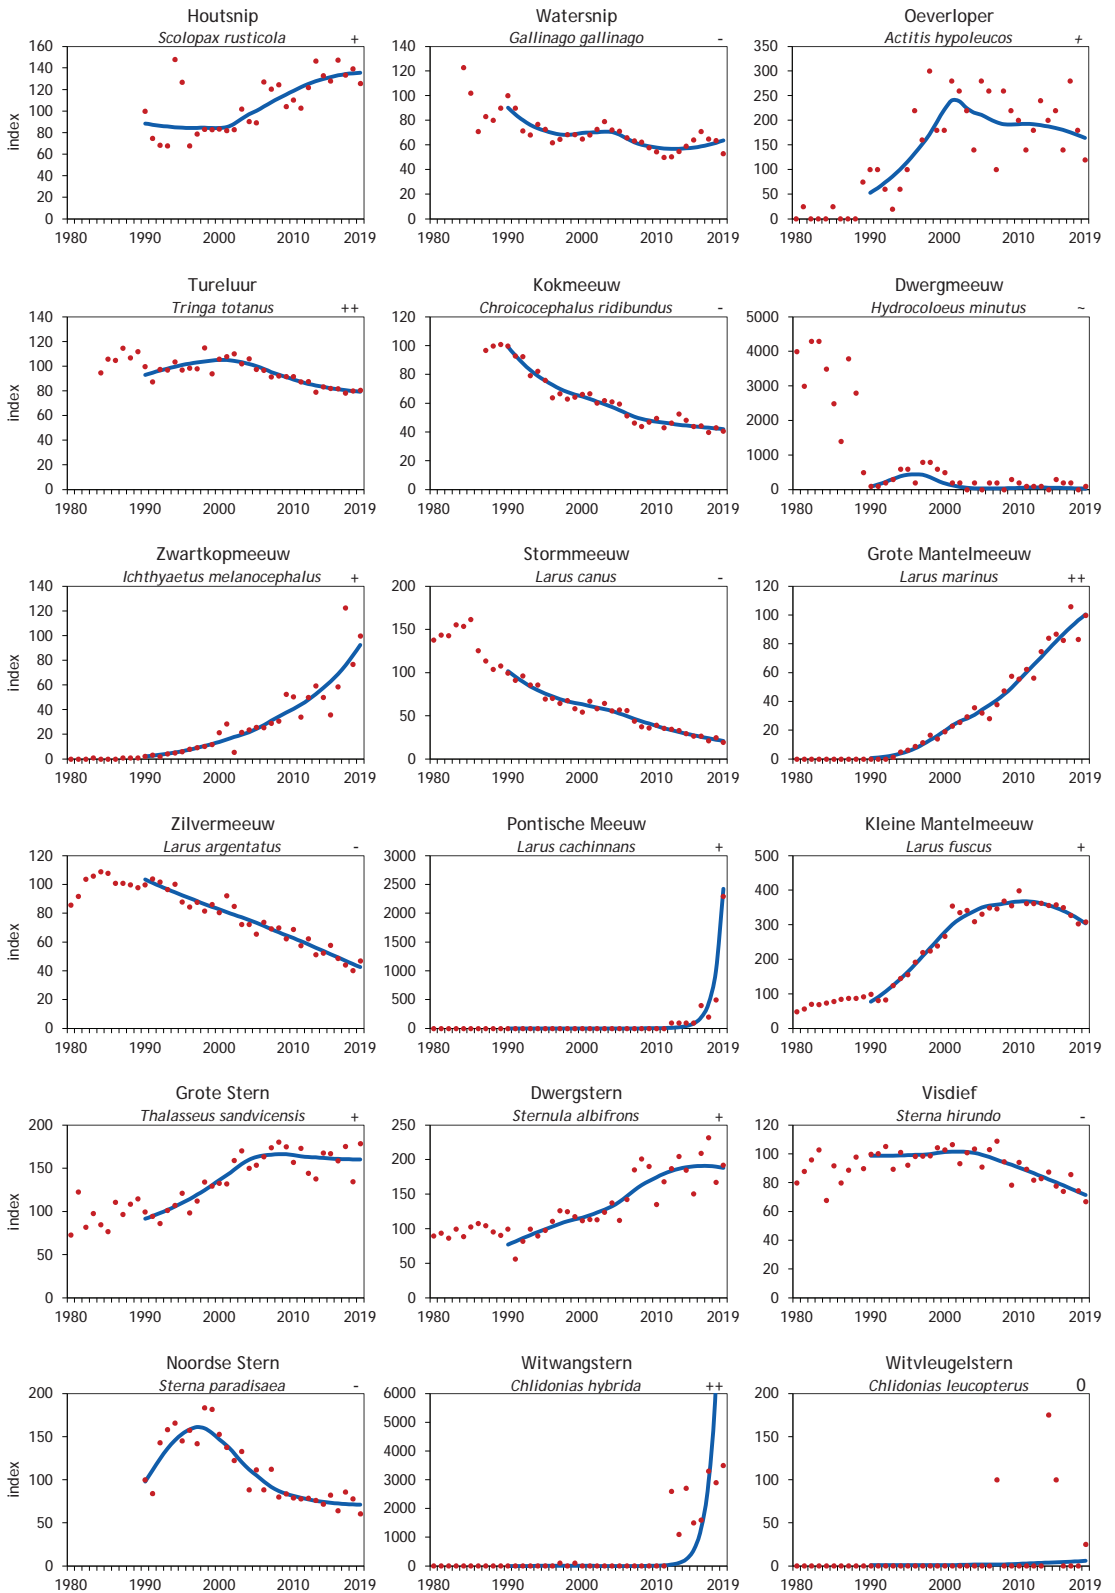 Houtsnip
Scolopax rusticola +
160
140
120
100
80
60
40
20
0
index
1980 1990 2000 2010 2019
Watersnip
Gallinago gallinago -
140
120
100
80
60
40
20
0
1980 1990 2000 2010 2019
Oeverloper
Actitis hypoleucos +
350
300
250
200
150
100
50
0
1980 1990 2000 2010 2019
Tureluur
Tringa totanus ++
140
120
100
80
60
40
20
0
index
1980 1990 2000 2010 2019
Kokmeeuw
Chroicocephalus ridibundus -
120
100
80
60
40
20
0
1980 1990 2000 2010 2019
Dwergmeeuw
Hydrocoloeus minutus ~
5000
4000
3000
2000
1000
0
1980 1990 2000 2010 2019
Zwartkopmeeuw
Ichthyaetus melanocephalus +
140
120
100
80
60
40
20
0
index
1980 1990 2000 2010 2019
Stormmeeuw
Larus canus -
200
150
100
50
0
1980 1990 2000 2010 2019
Grote Mantelmeeuw
Larus marinus ++
120
100
80
60
40
20
0
1980 1990 2000 2010 2019
Zilvermeeuw
Larus argentatus -
120
100
80
60
40
20
0
index
1980 1990 2000 2010 2019
Pontische Meeuw
Larus cachinnans +
3000
2500
2000
1500
1000
500
0
1980 1990 2000 2010 2019
Kleine Mantelmeeuw
Larus fuscus +
500
400
300
200
100
0
1980 1990 2000 2010 2019
Grote Stern
Thalasseus sandvicensis +
200
150
100
50
0
index
1980 1990 2000 2010 2019
Dwergstern
Sternula albifrons +
250
200
150
100
50
0
1980 1990 2000 2010 2019
Visdief
Sterna hirundo -
120
100
80
60
40
20
0
1980 1990 2000 2010 2019
Noordse Stern
Sterna paradisaea -
200
150
100
50
0
index
1980 1990 2000 2010 2019
Witwangstern
Chlidonias hybrida ++
6000
5000
4000
3000
2000
1000
0
1980 1990 2000 2010 2019
Witvleugelstern
Chlidonias leucopterus 0
200
150
100
50
0
1980 1990 2000 2010 2019